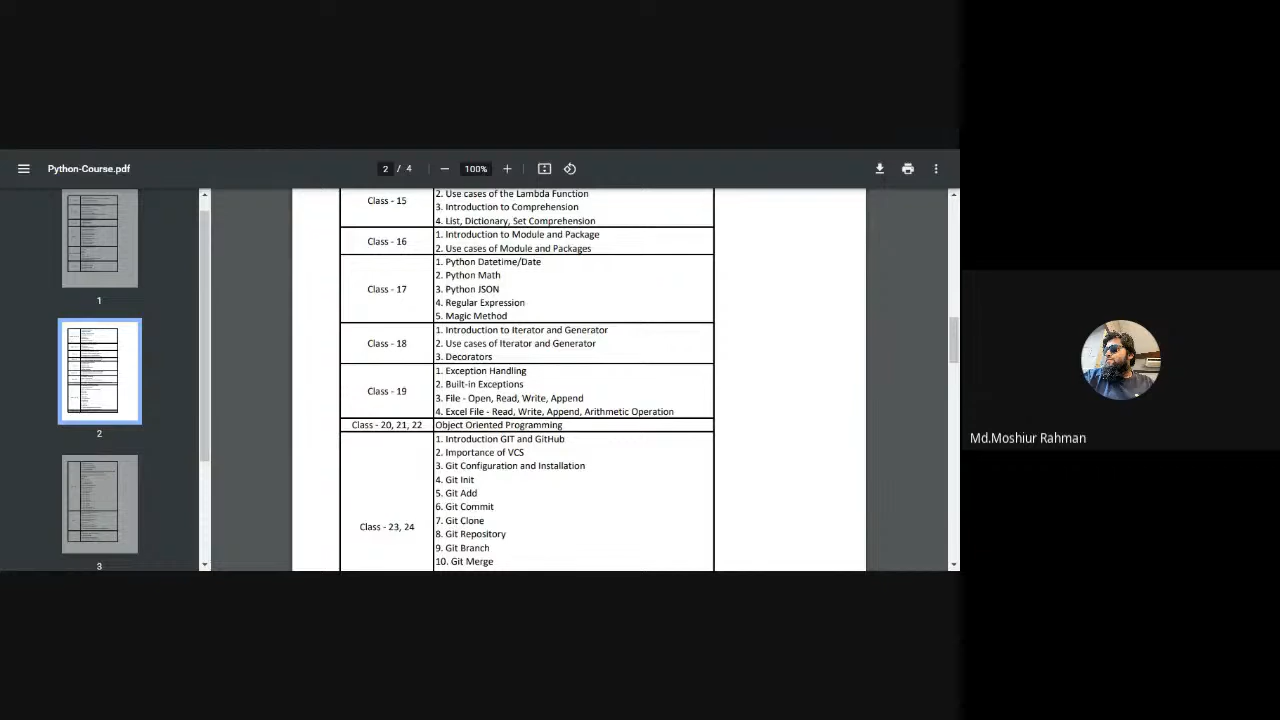 Python-Course.pdf
2 / 4
100%
Class - 15
2. Use cases of the Lambda Function
3. Introduction to Comprehension
4. List, Dictionary, Set Comprehension
Class - 16
1. Introduction to Module and Package
2. Use cases of Module and Packages
Class - 17
1. Python Datetime/Date
2. Python Math
3. Python JSON
4. Regular Expression
5. Magic Method
Class - 18
1. Introduction to Iterator and Generator
2. Use cases of Iterator and Generator
3. Decorators
Class - 19
1. Exception Handling
2. Built-in Exceptions
3. File - Open, Read, Write, Append
4. Excel File - Read, Write, Append, Arithmetic Operation
Class - 20, 21, 22
Object Oriented Programming
Class - 23, 24
1. Introduction GIT and GitHub
2. Importance of VCS
3. Git Configuration and Installation
4. Git Init
5. Git Add
6. Git Commit
7. Git Clone
8. Git Repository
9. Git Branch
10. Git Merge
1
2
3
Md.Moshiur Rahman